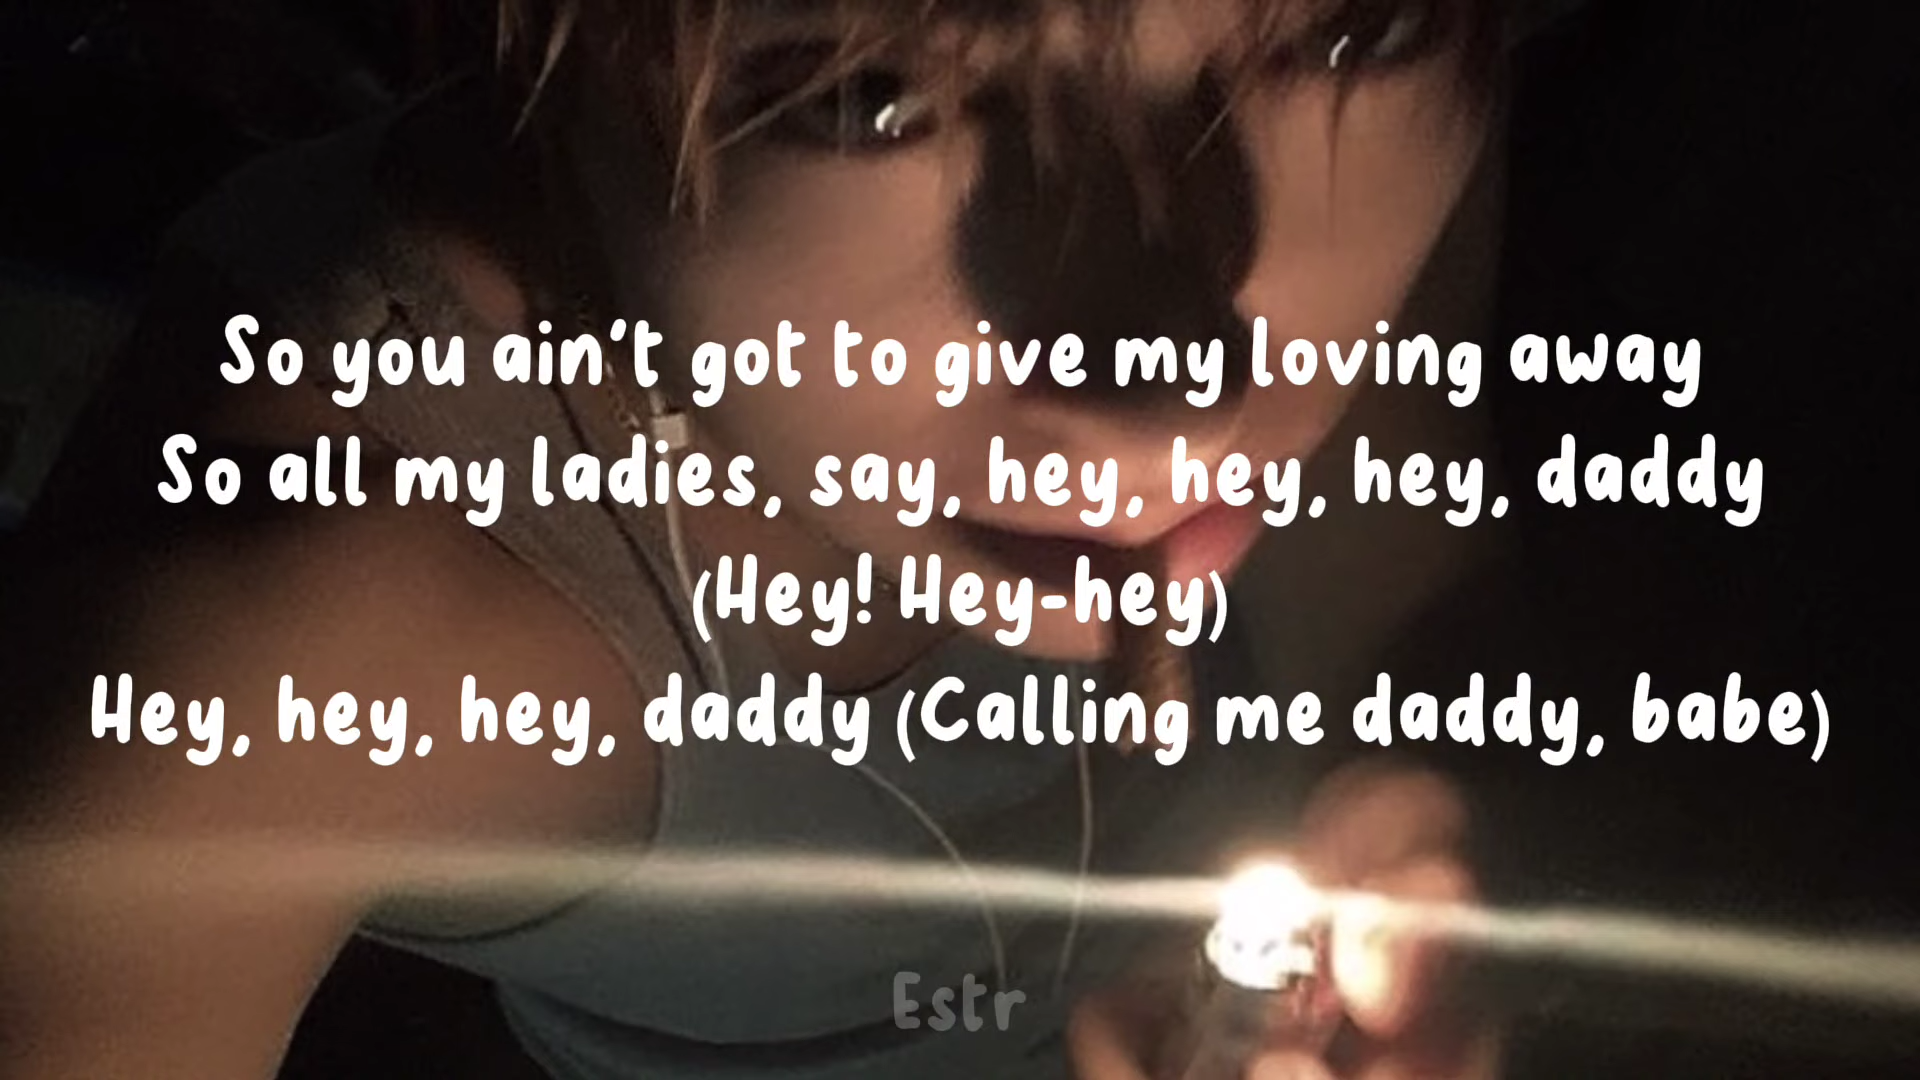 So you ain't got to give my loving away
So all my ladies, say, hey, hey, hey, daddy
(Hey! Hey-hey)
Hey, hey, hey, daddy (Calling me daddy, babe)
Estr